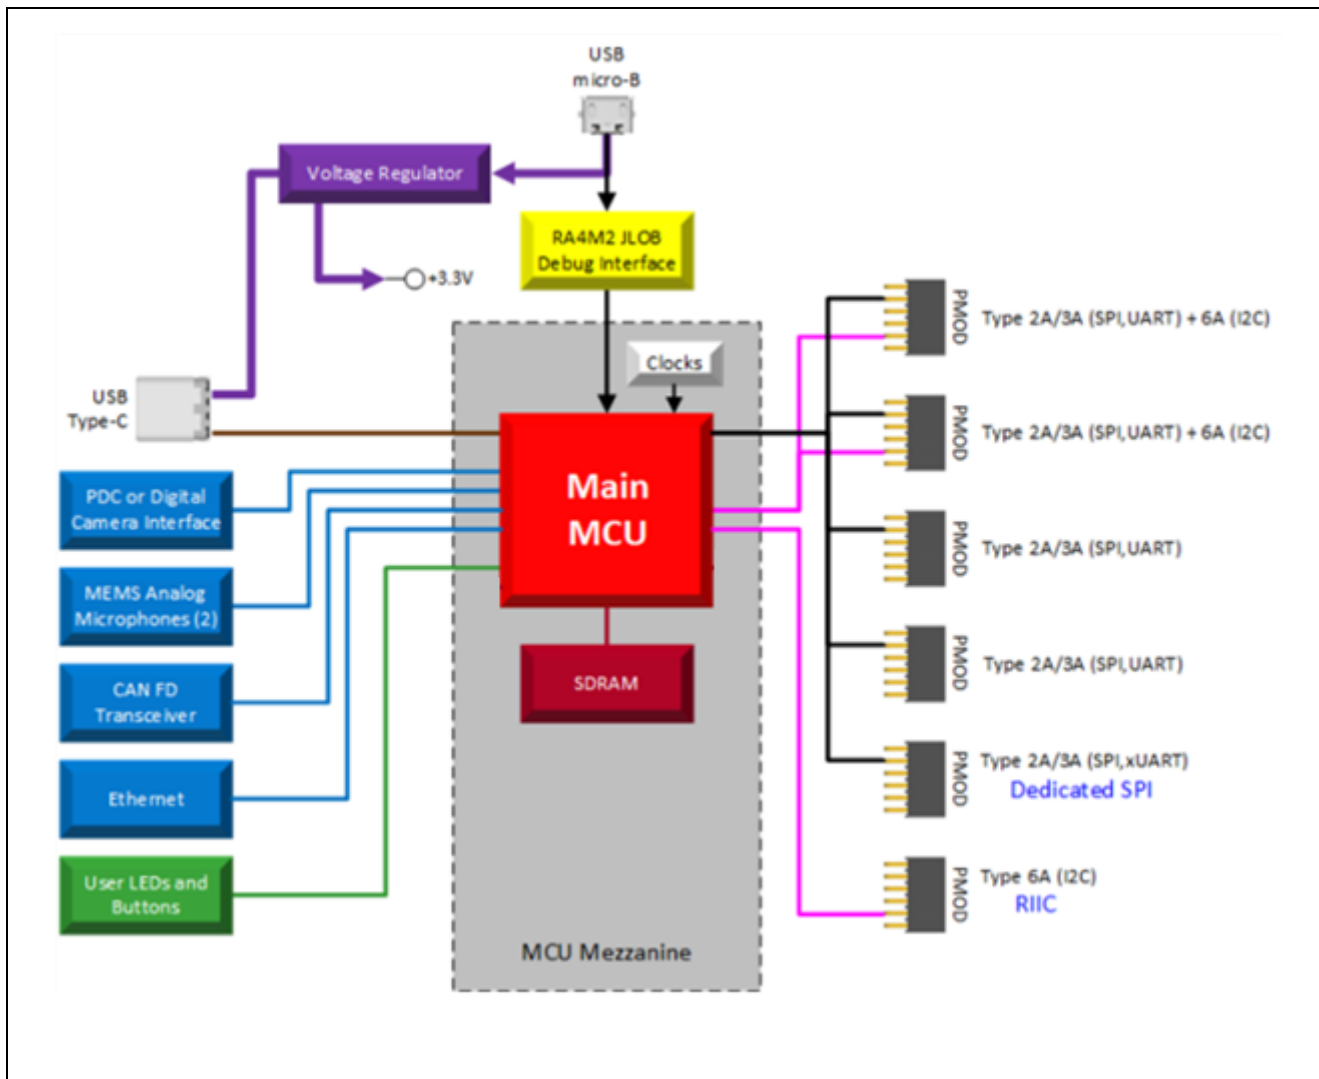 USB
micro-B
Voltage Regulator
RA4M2 JLOB
Debug Interface
+3.3V
Clocks
USB
Type-C
Main
MCU
PDC or Digital
Camera Interface
MEMS Analog
Microphones (2)
CAN FD
Transceiver
Ethernet
User LEDs and
Buttons
SDRAM
MCU Mezzanine
PMOD
Type 2A/3A (SPI,UART) + 6A (I2C)
PMOD
Type 2A/3A (SPI,UART) + 6A (I2C)
PMOD
Type 2A/3A (SPI,UART)
PMOD
Type 2A/3A (SPI,UART)
PMOD
Type 2A/3A (SPI,xUART)
Dedicated SPI
PMOD
Type 6A (I2C)
RIIC